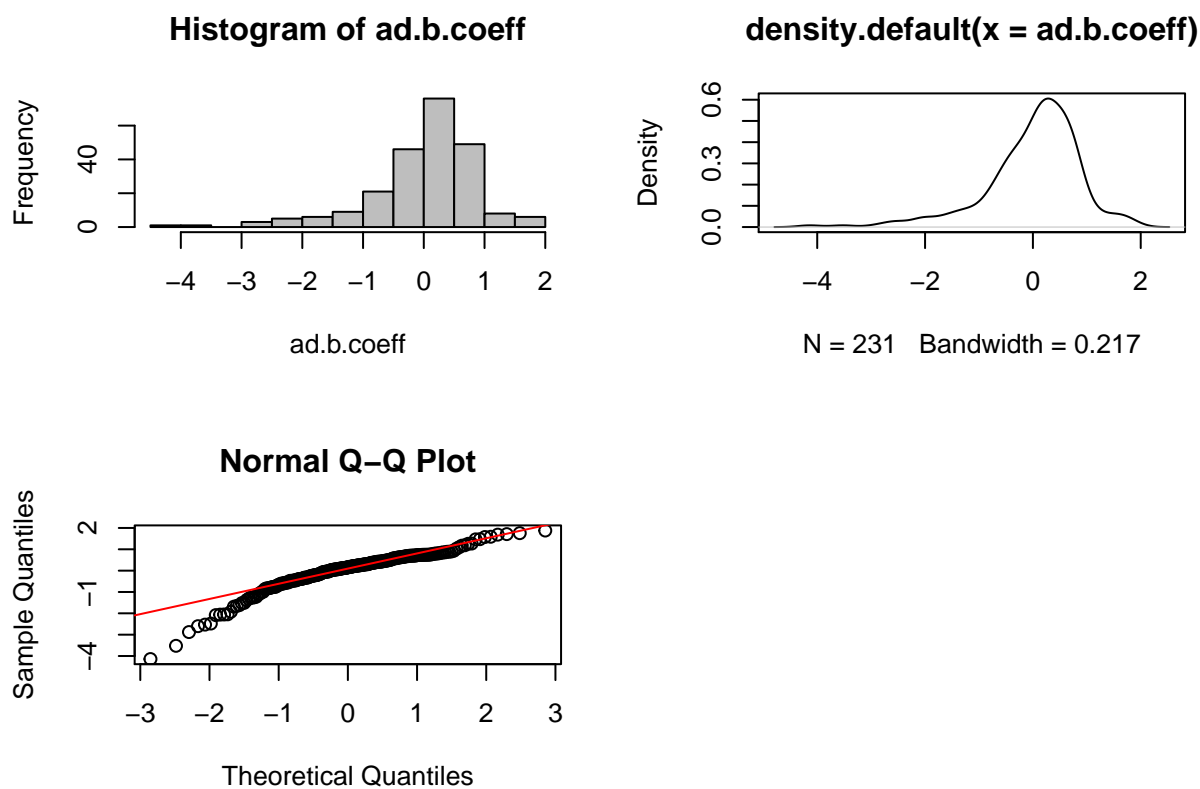 Histogram of ad.b.coeff
Frequency
0
40
−4 −3 −2 −1 0 1 2
ad.b.coeff
density.default(x = ad.b.coeff)
Density
0.0
0.3
0.6
−4 −2 0 2
N = 231 Bandwidth = 0.217
Normal Q−Q Plot
Sample Quantiles
−4
−1
2
−3 −2 −1 0 1 2 3
Theoretical Quantiles